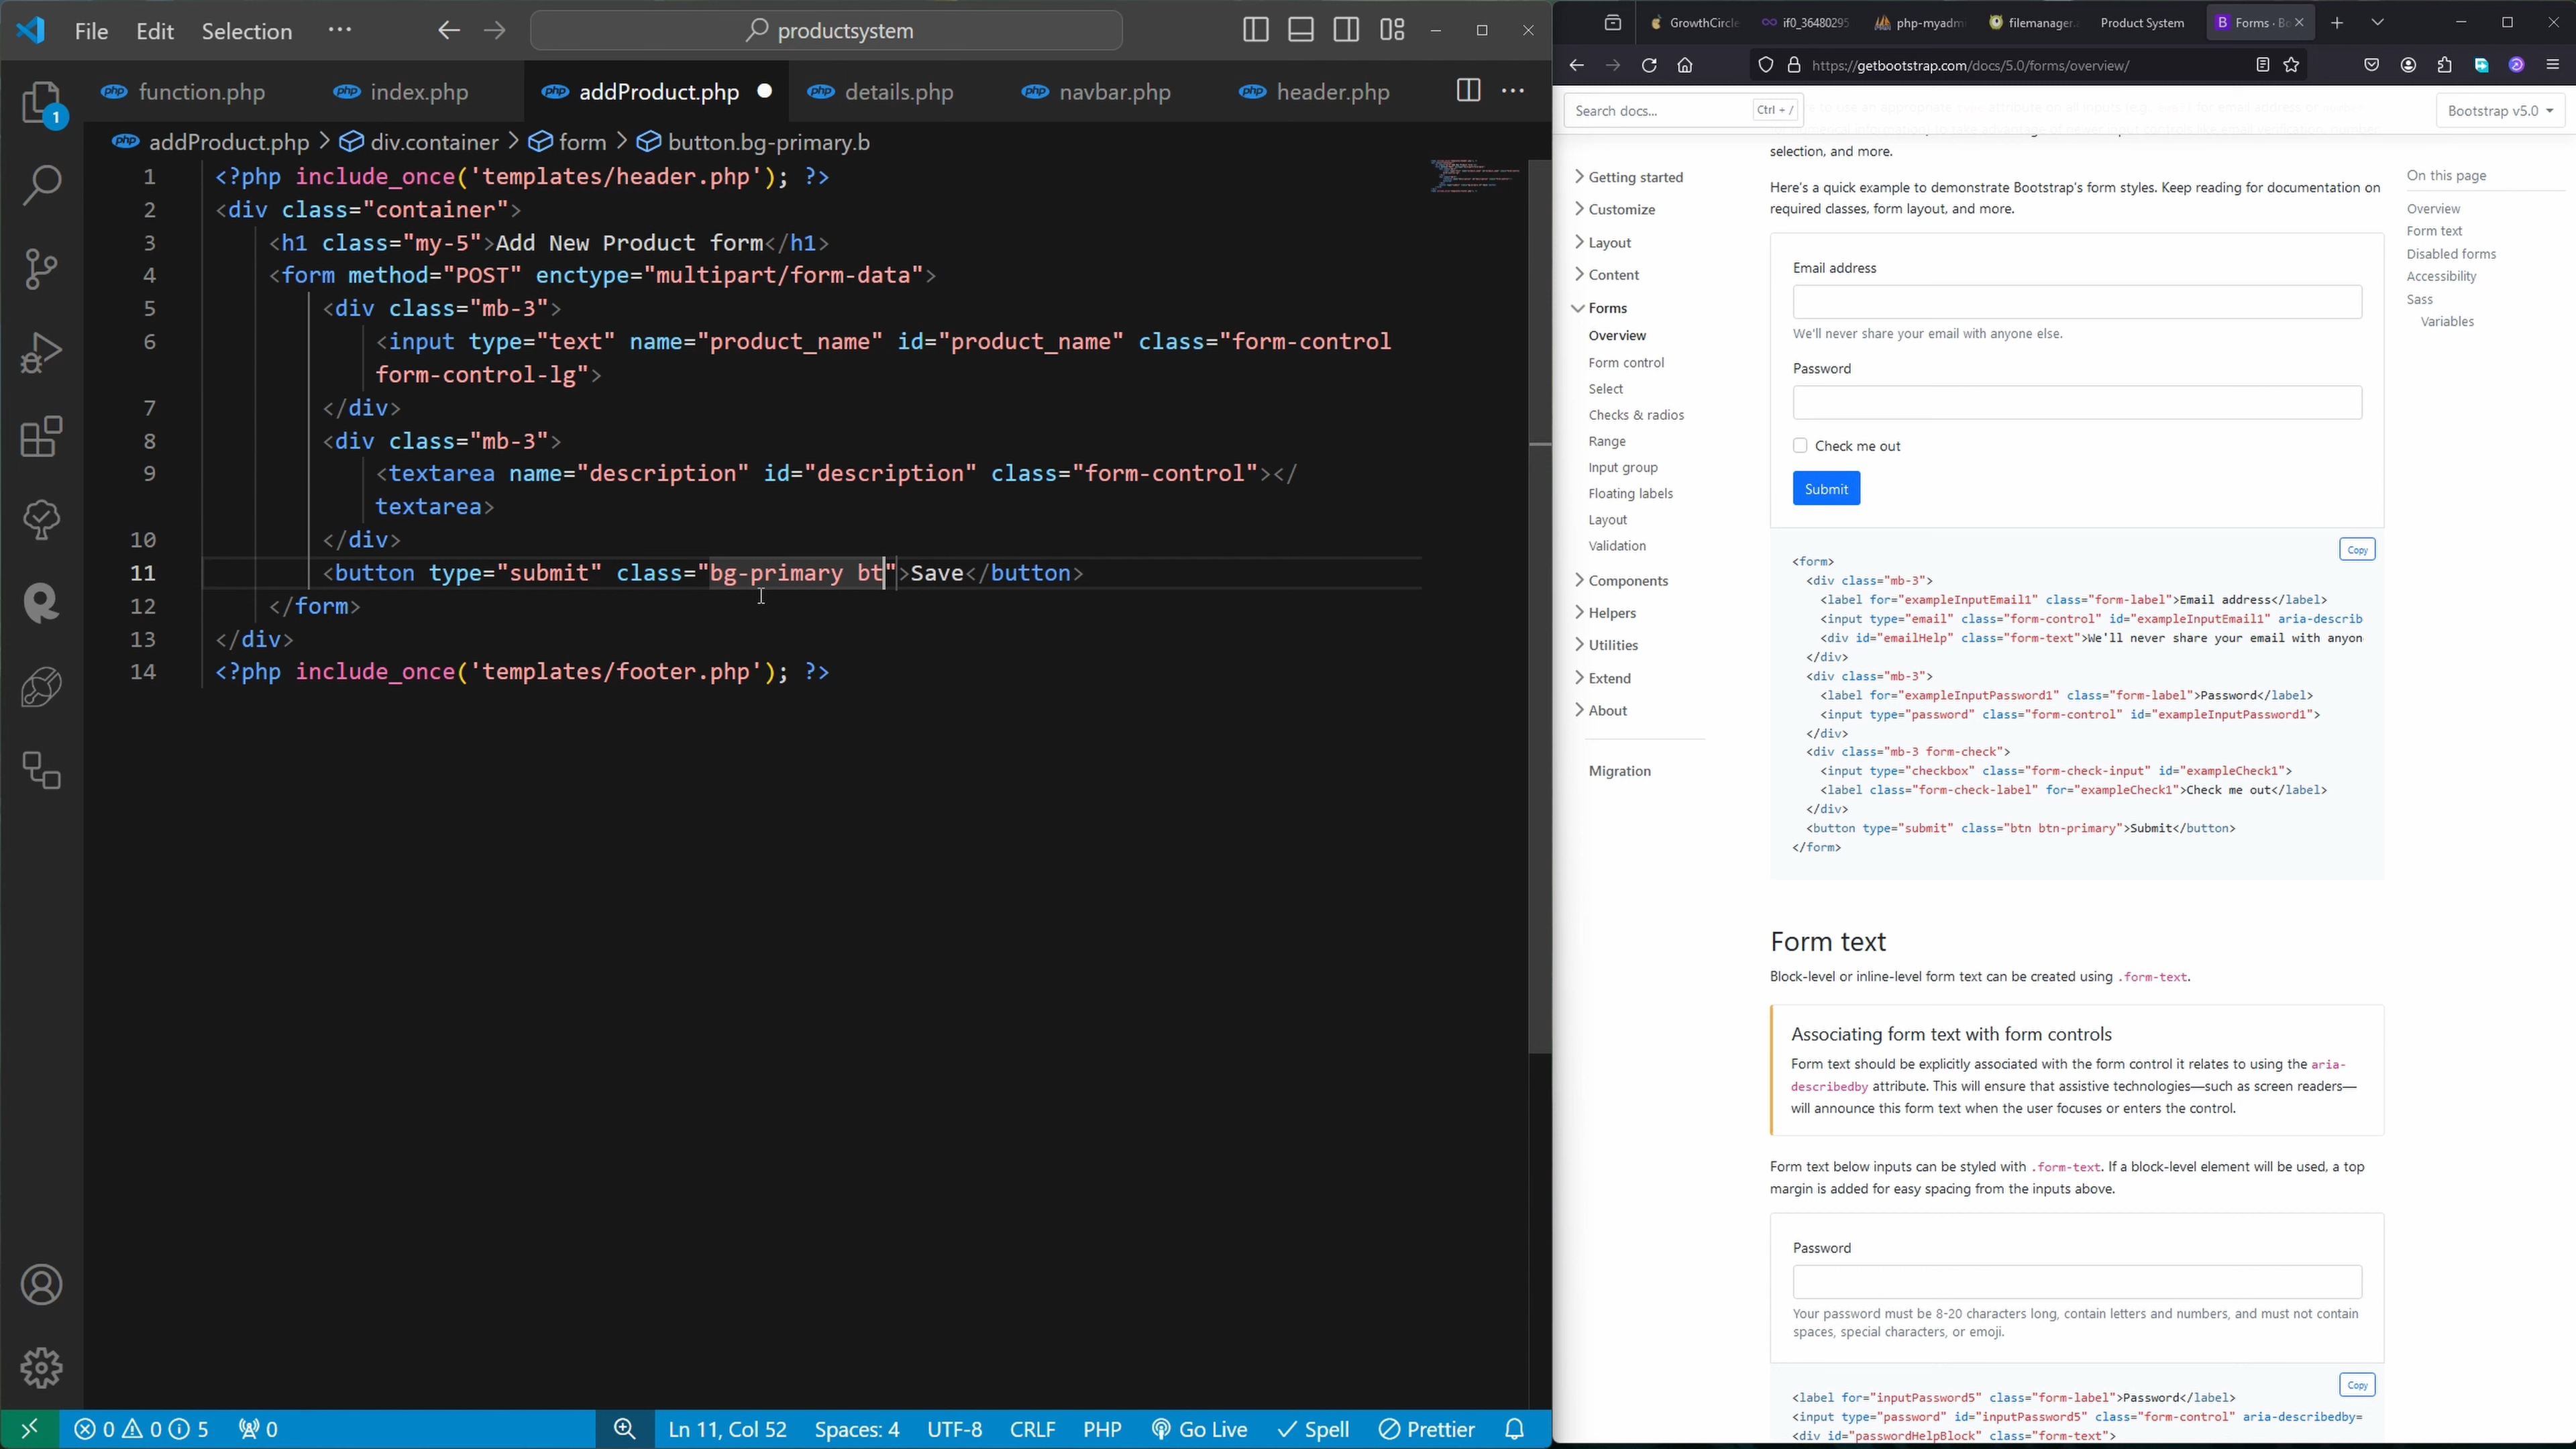 File Edit Selection ··· productsystem
function.php index.php addProduct.php details.php navbar.php header.php ···
addProduct.php > div.container > form > button.bg-primary.b
1 <?php include_once('templates/header.php'); ?>
2 <div class="container">
3 <h1 class="my-5">Add New Product form</h1>
4 <form method="POST" enctype="multipart/form-data">
5 <div class="mb-3">
6 <input type="text" name="product_name" id="product_name" class="form-control
form-control-lg">
7 </div>
8 <div class="mb-3">
9 <textarea name="description" id="description" class="form-control"></
textarea>
10 </div>
11 <button type="submit" class="bg-primary bt">Save</button>
12 </form>
13 </div>
14 <?php include_once('templates/footer.php'); ?>
1
0 0 5 0 Ln 11, Col 52 Spaces: 4 UTF-8 CRLF PHP Go Live Spell Prettier
GrowthCircle if0_36480295 php-myadm filemanager. Product System Forms · Bo
https://getbootstrap.com/docs/5.0/forms/overview/
Search docs... Ctrl + / Bootstrap v5.0
Getting started
Customize
Layout
Content
Forms
Overview
Form control
Select
Checks & radios
Range
Input group
Floating labels
Layout
Validation
Components
Helpers
Utilities
Extend
About
Migration
selection, and more.
Here's a quick example to demonstrate Bootstrap's form styles. Keep reading for documentation on
required classes, form layout, and more.
Email address
We'll never share your email with anyone else.
Password
Check me out
Submit
Copy
<form>
<div class="mb-3">
<label for="exampleInputEmail1" class="form-label">Email address</label>
<input type="email" class="form-control" id="exampleInputEmail1" aria-describ
<div id="emailHelp" class="form-text">We'll never share your email with anyon
</div>
<div class="mb-3">
<label for="exampleInputPassword1" class="form-label">Password</label>
<input type="password" class="form-control" id="exampleInputPassword1">
</div>
<div class="mb-3 form-check">
<input type="checkbox" class="form-check-input" id="exampleCheck1">
<label class="form-check-label" for="exampleCheck1">Check me out</label>
</div>
<button type="submit" class="btn btn-primary">Submit</button>
</form>
Form text
Block-level or inline-level form text can be created using .form-text.
Associating form text with form controls
Form text should be explicitly associated with the form control it relates to using the aria-
describedby attribute. This will ensure that assistive technologies—such as screen readers—
will announce this form text when the user focuses or enters the control.
Form text below inputs can be styled with .form-text. If a block-level element will be used, a top
margin is added for easy spacing from the inputs above.
Password
Your password must be 8-20 characters long, contain letters and numbers, and must not contain
spaces, special characters, or emoji.
Copy
<label for="inputPassword5" class="form-label">Password</label>
<input type="password" id="inputPassword5" class="form-control" aria-describedby=
<div id="passwordHelpBlock" class="form-text">
On this page
Overview
Form text
Disabled forms
Accessibility
Sass
Variables